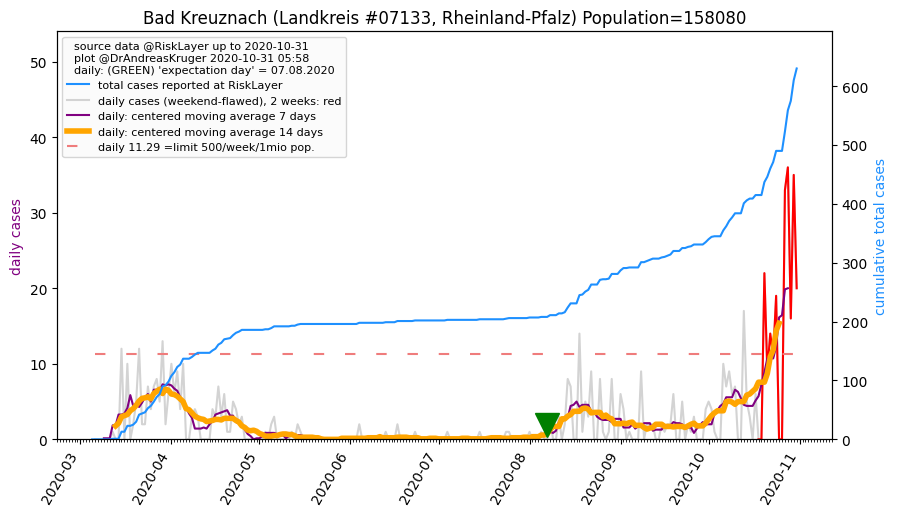 Bad Kreuznach (Landkreis #07133, Rheinland-Pfalz) Population=158080
source data @RiskLayer up to 2020-10-31
plot @DrAndreasKruger 2020-10-31 05:58
daily: (GREEN) 'expectation day' = 07.08.2020
total cases reported at RiskLayer
daily cases (weekend-flawed), 2 weeks: red
daily: centered moving average 7 days
daily: centered moving average 14 days
daily 11.29 =limit 500/week/1mio pop.
daily cases
50
40
30
20
10
0
cumulative total cases
600
500
400
300
200
100
0
2020-03
2020-04
2020-05
2020-06
2020-07
2020-08
2020-09
2020-10
2020-11